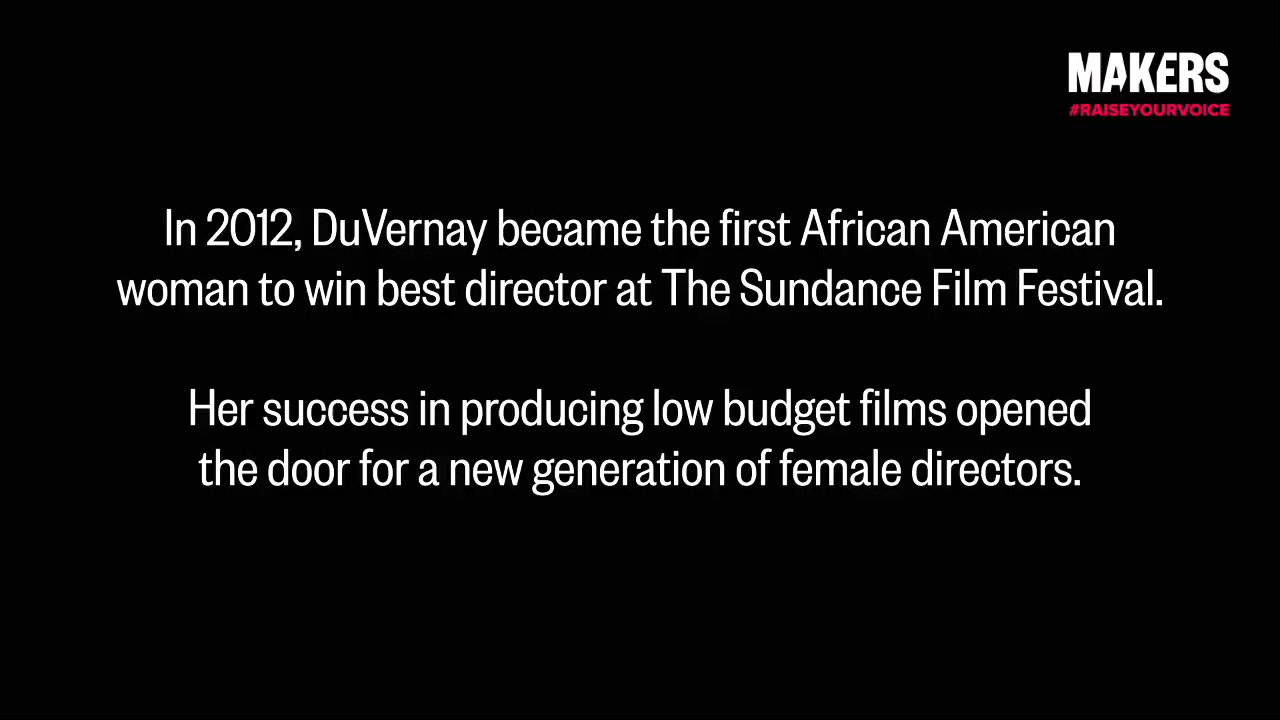 MAKERS
#RAISEYOURVOICE
In 2012, DuVernay became the first African American
woman to win best director at The Sundance Film Festival.
Her success in producing low budget films opened
the door for a new generation of female directors.